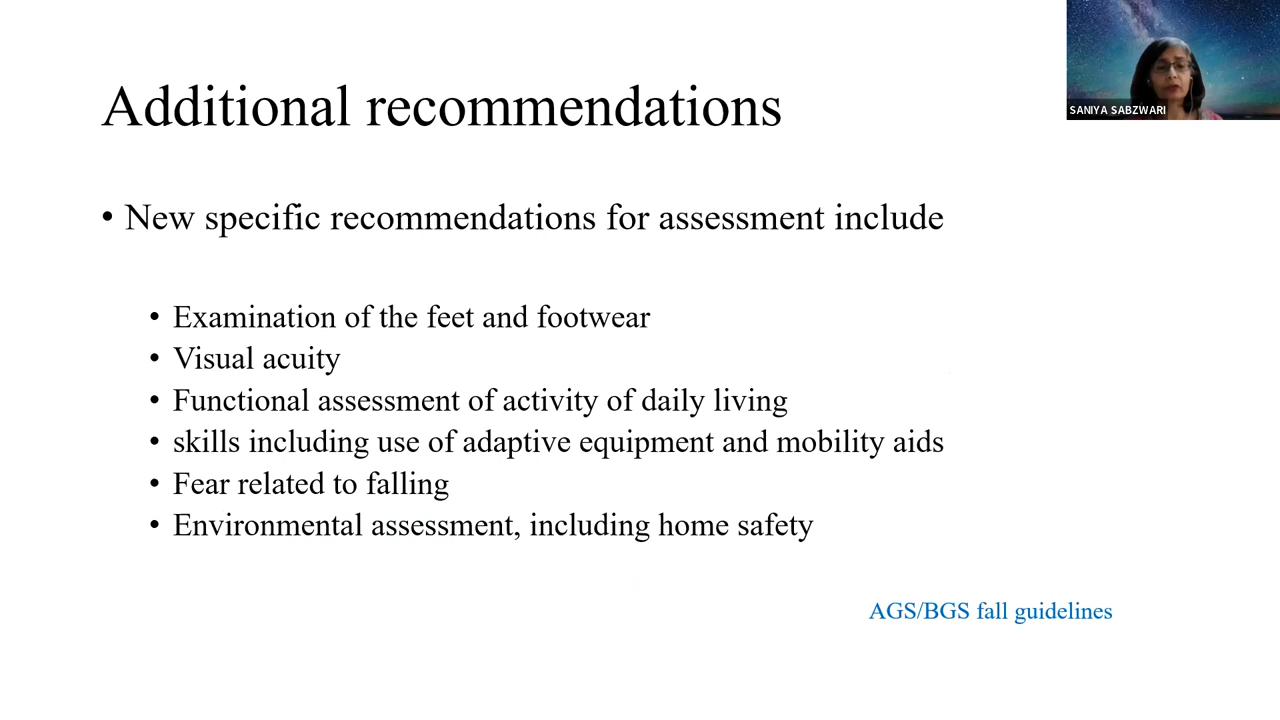 Additional recommendations
SANIYA SABZWARI
• New specific recommendations for assessment include
• Examination of the feet and footwear
• Visual acuity
• Functional assessment of activity of daily living
• skills including use of adaptive equipment and mobility aids
• Fear related to falling
• Environmental assessment, including home safety
AGS/BGS fall guidelines